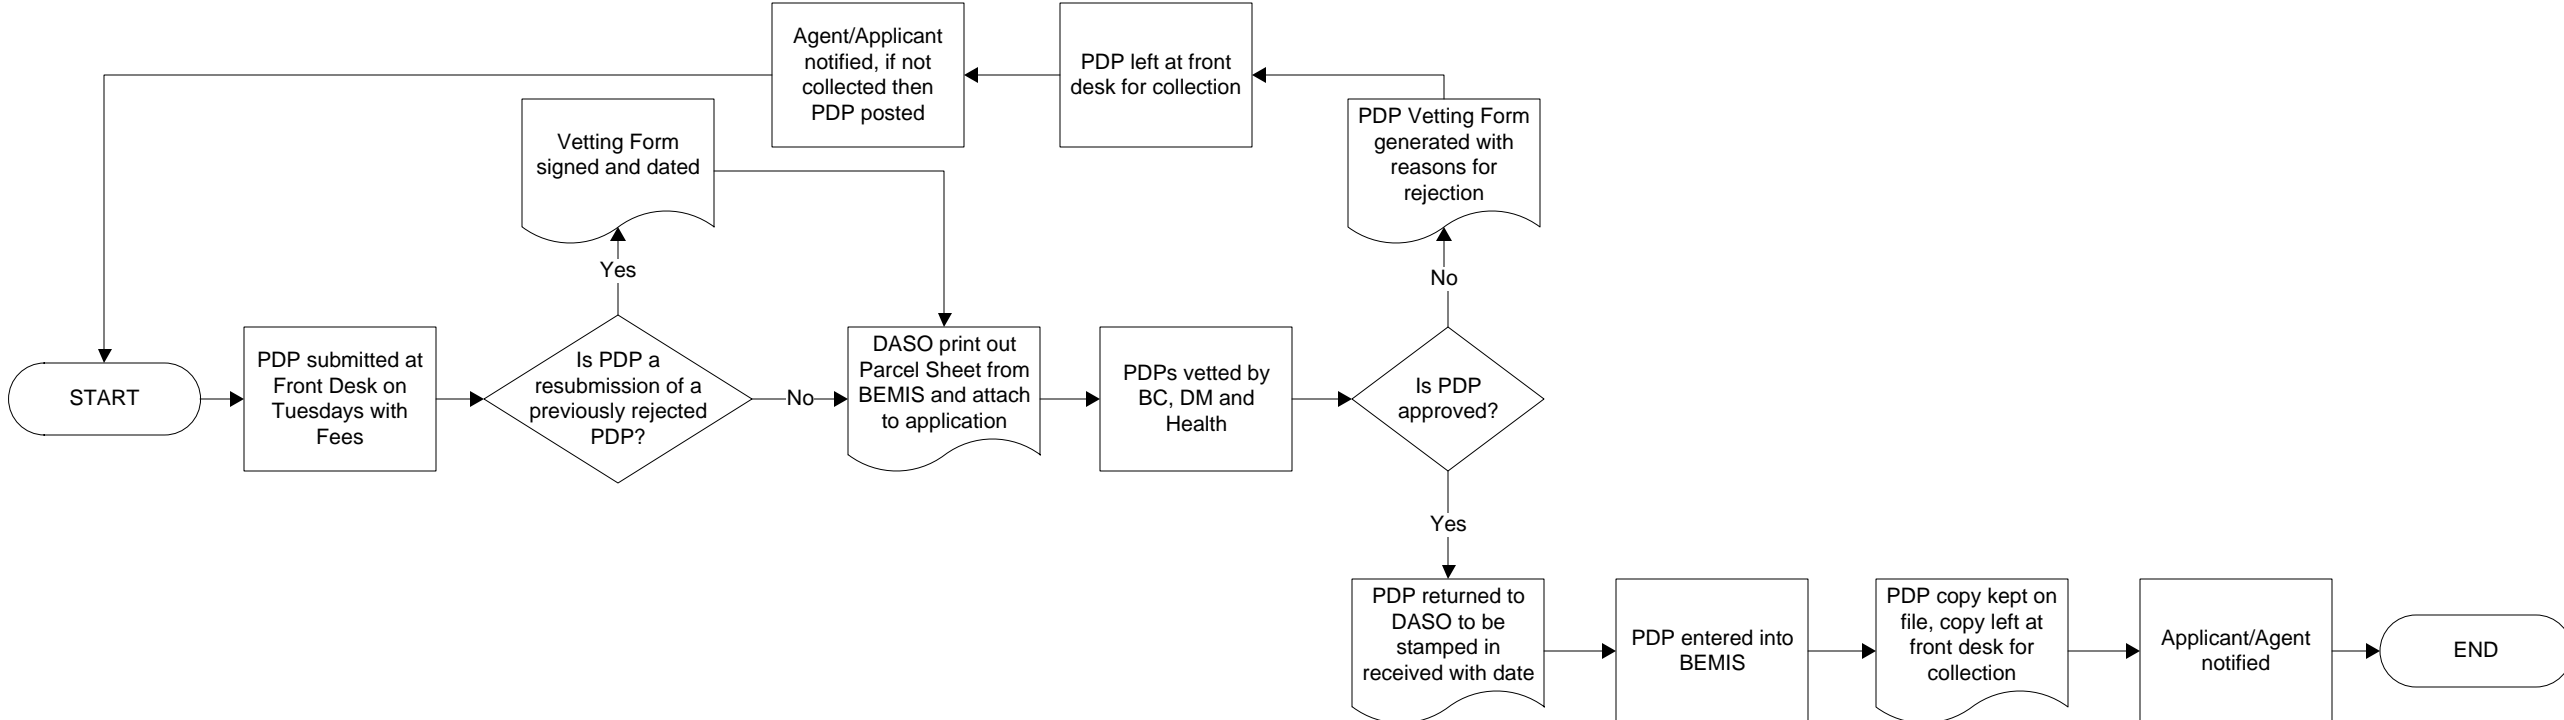 Agent/Applicant
notified, if not
collected then
PDP posted
PDP left at front
desk for collection
Vetting Form
signed and dated
PDP Vetting Form
generated with
reasons for
rejection
Yes
No
START
PDP submitted at
Front Desk on
Tuesdays with
Fees
Is PDP a
resubmission of a
previously rejected
PDP?
No
DASO print out
Parcel Sheet from
BEMIS and attach
to application
PDPs vetted by
BC, DM and
Health
Is PDP
approved?
Yes
PDP returned to
DASO to be
stamped in
received with date
PDP entered into
BEMIS
PDP copy kept on
file, copy left at
front desk for
collection
Applicant/Agent
notified
END